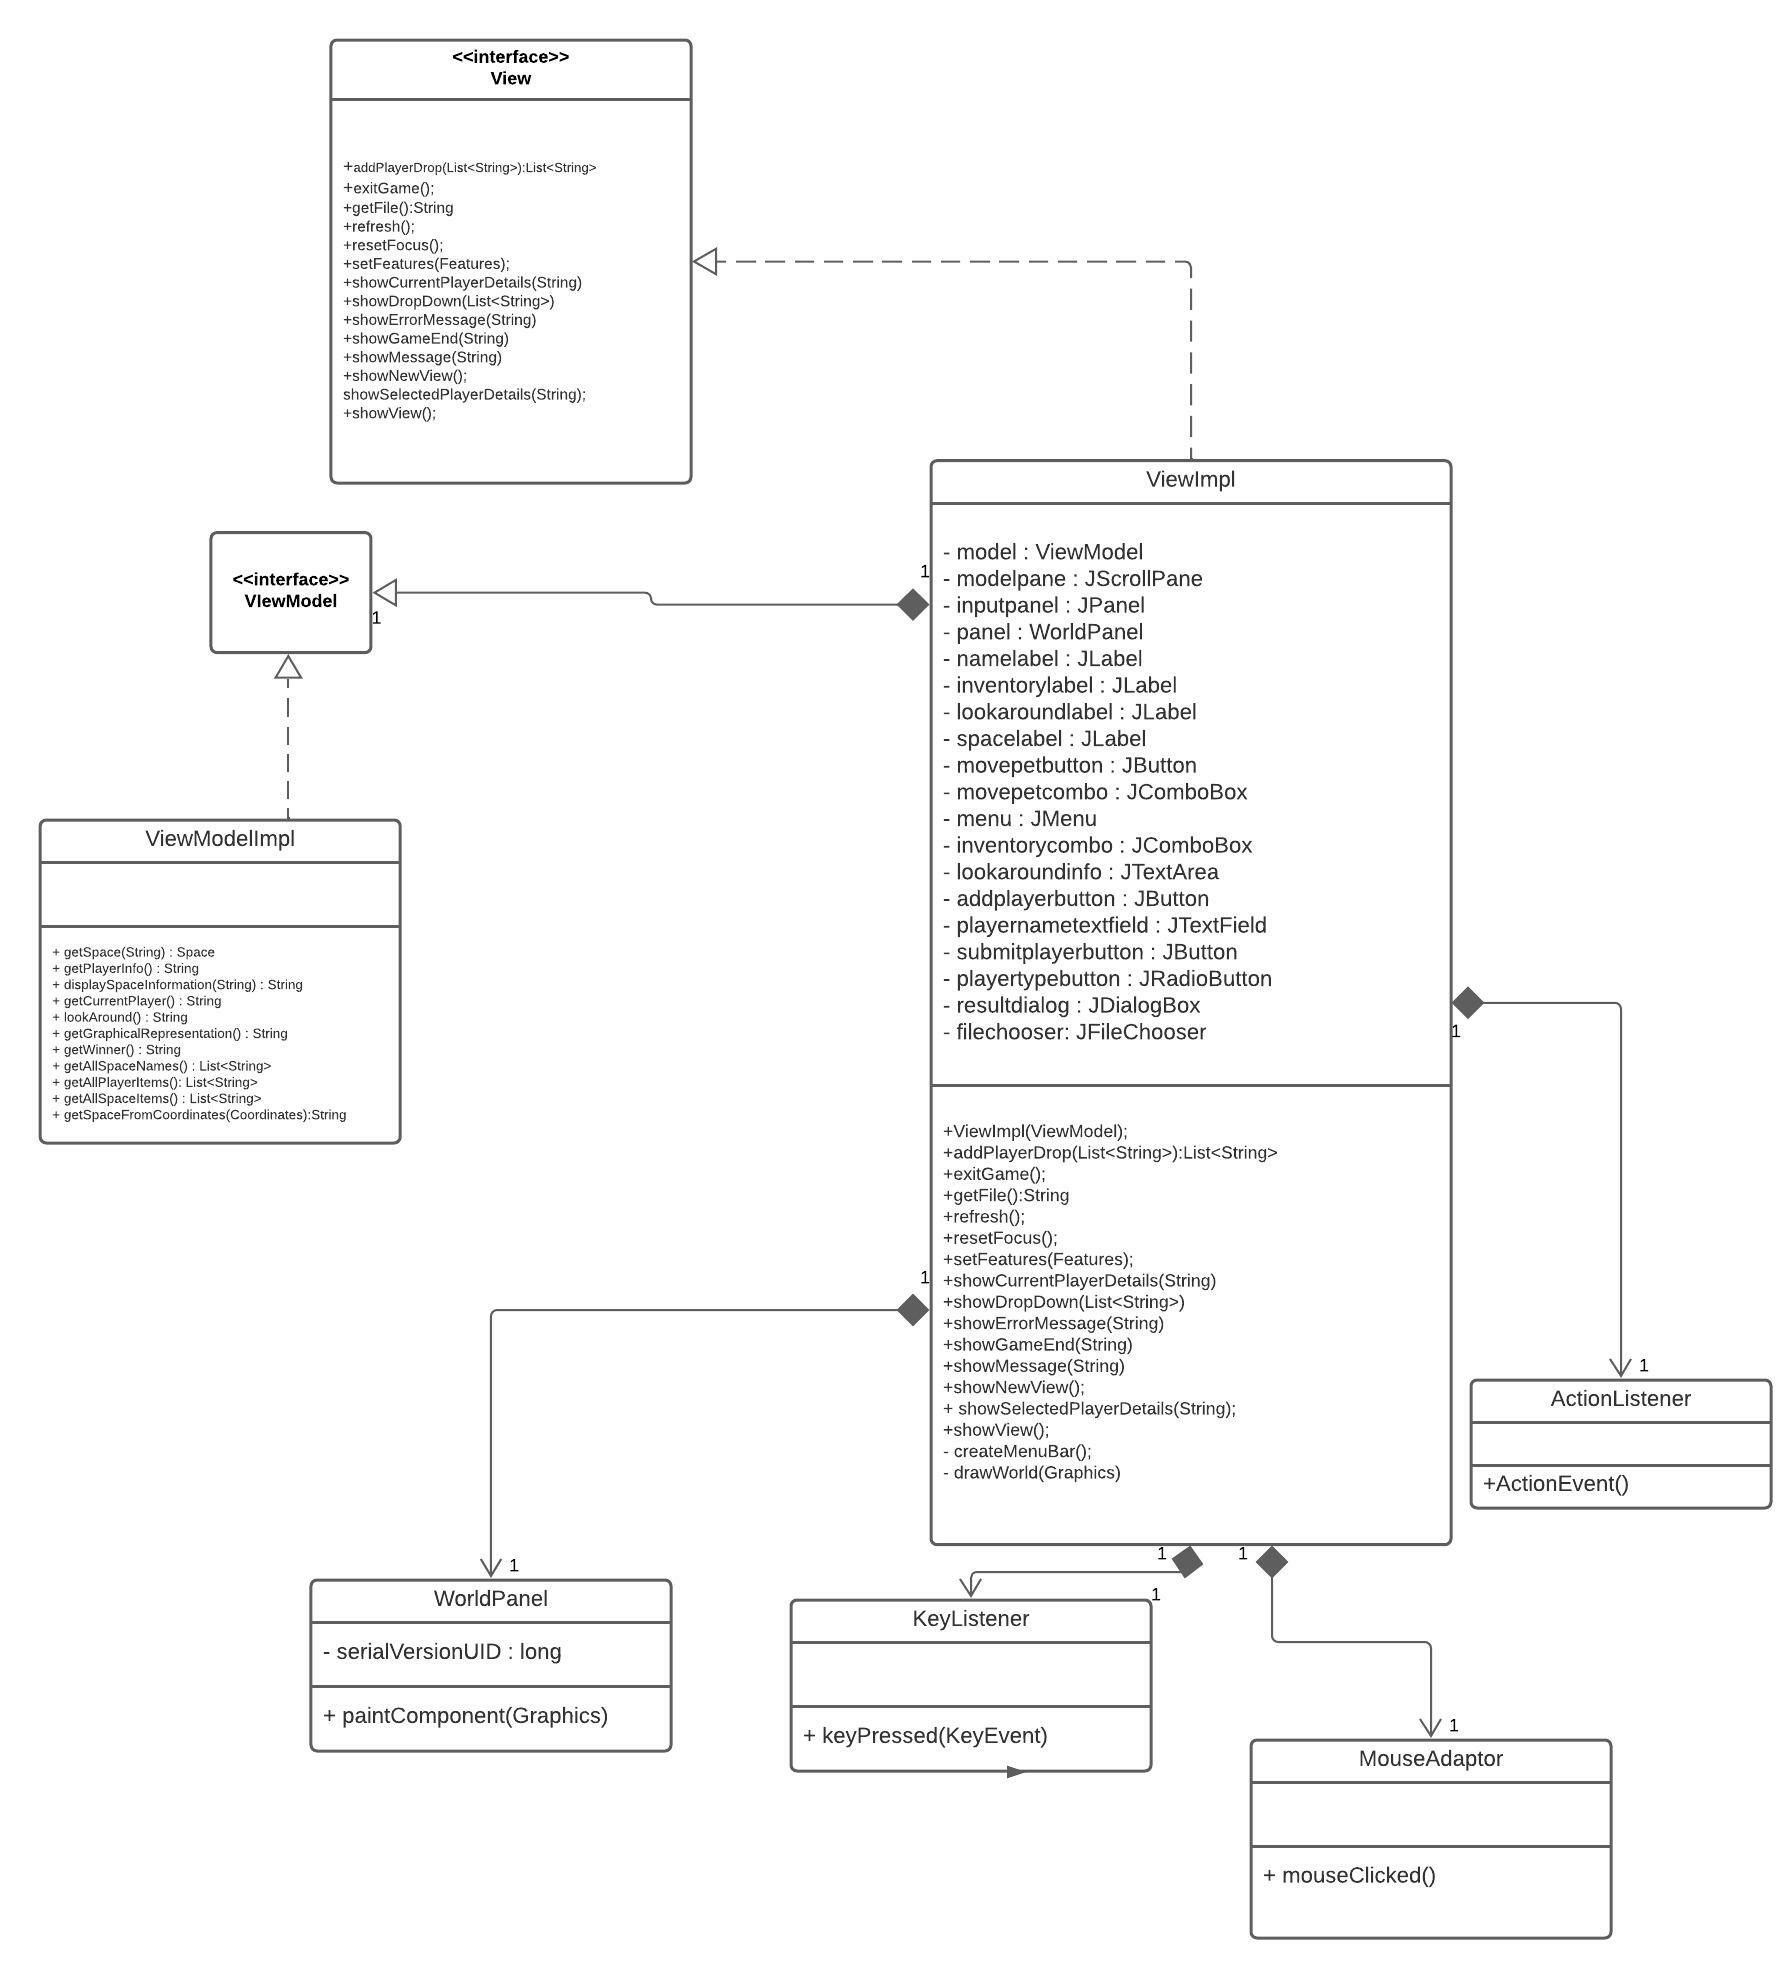 <<interface>>
View
+addPlayerDrop(List<String>):List<String>
+exitGame();
+getFile():String
+refresh();
+resetFocus();
+setFeatures(Features);
+showCurrentPlayerDetails(String)
+showDropDown(List<String>)
+showErrorMessage(String)
+showGameEnd(String)
+showMessage(String)
+showNewView();
showSelectedPlayerDetails(String);
+showView();
<<interface>>
VIewModel
1
1
ViewModelImpl
+ getSpace(String) : Space
+ getPlayerInfo() : String
+ displaySpaceInformation(String) : String
+ getCurrentPlayer() : String
+ lookAround() : String
+ getGraphicalRepresentation() : String
+ getWinner() : String
+ getAllSpaceNames() : List<String>
+ getAllPlayerItems(): List<String>
+ getAllSpaceItems() : List<String>
+ getSpaceFromCoordinates(Coordinates):String
ViewImpl
- model : ViewModel
- modelpane : JScrollPane
- inputpanel : JPanel
- panel : WorldPanel
- namelabel : JLabel
- inventorylabel : JLabel
- lookaroundlabel : JLabel
- spacelabel : JLabel
- movepetbutton : JButton
- movepetcombo : JComboBox
- menu : JMenu
- inventorycombo : JComboBox
- lookaroundinfo : JTextArea
- addplayerbutton : JButton
- playernametextfield : JTextField
- submitplayerbutton : JButton
- playertypebutton : JRadioButton
- resultdialog : JDialogBox
- filechooser: JFileChooser
+ViewImpl(ViewModel);
+addPlayerDrop(List<String>):List<String>
+exitGame();
+getFile():String
+refresh();
+resetFocus();
+setFeatures(Features);
+showCurrentPlayerDetails(String)
+showDropDown(List<String>)
+showErrorMessage(String)
+showGameEnd(String)
+showMessage(String)
+showNewView();
+ showSelectedPlayerDetails(String);
+showView();
- createMenuBar();
- drawWorld(Graphics)
1
1
ActionListener
+ActionEvent()
1
1
WorldPanel
- serialVersionUID : long
+ paintComponent(Graphics)
1
1
KeyListener
+ keyPressed(KeyEvent)
1
1
MouseAdaptor
+ mouseClicked()